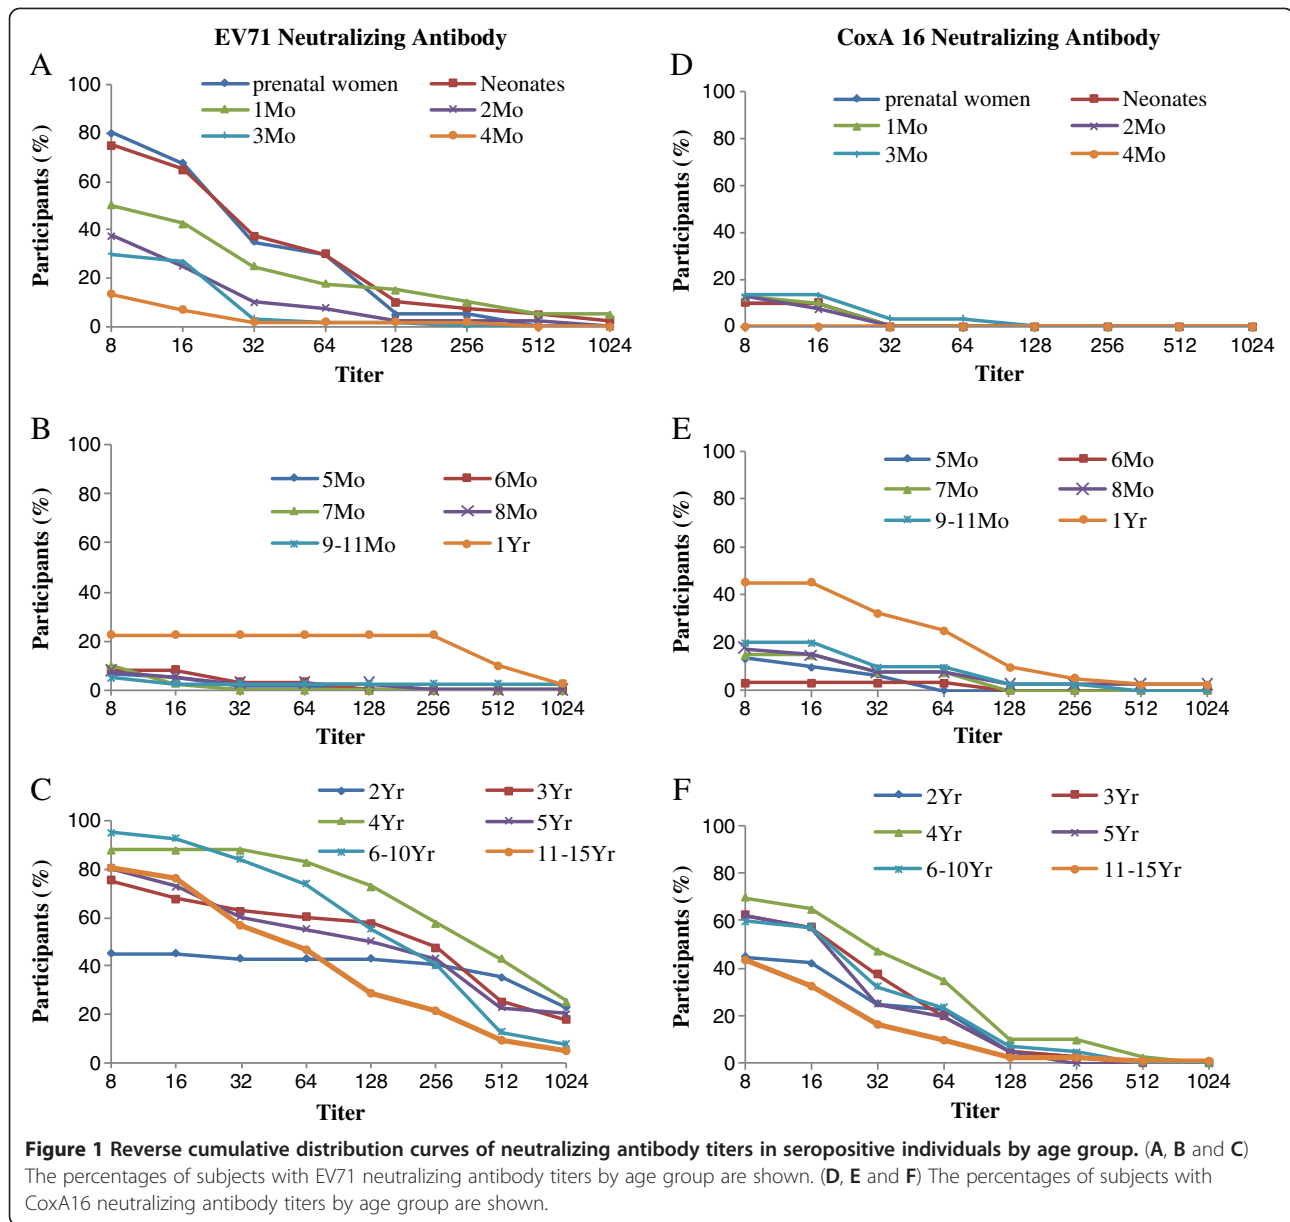 EV71 Neutralizing Antibody
A
100
80
60
40
20
0
Participants (%)
prenatal women Neonates
1Mo 2Mo
3Mo 4Mo
8 16 32 64 128 256 512 1024
Titer
B
100
80
60
40
20
0
Participants (%)
5Mo 6Mo
7Mo 8Mo
9-11Mo 1Yr
8 16 32 64 128 256 512 1024
Titer
C
100
80
60
40
20
0
Participants (%)
2Yr 3Yr
4Yr 5Yr
6-10Yr 11-15Yr
8 16 32 64 128 256 512 1024
Titer
CoxA 16 Neutralizing Antibody
D
100
80
60
40
20
0
Participants (%)
prenatal women Neonates
1Mo 2Mo
3Mo 4Mo
8 16 32 64 128 256 512 1024
Titer
E
100
80
60
40
20
0
Participants (%)
5Mo 6Mo
7Mo 8Mo
9-11Mo 1Yr
8 16 32 64 128 256 512 1024
Titer
F
100
80
60
40
20
0
Participants (%)
2Yr 3Yr
4Yr 5Yr
6-10Yr 11-15Yr
8 16 32 64 128 256 512 1024
Titer
Figure 1 Reverse cumulative distribution curves of neutralizing antibody titers in seropositive individuals by age group. (A, B and C)
The percentages of subjects with EV71 neutralizing antibody titers by age group are shown. (D, E and F) The percentages of subjects with
CoxA16 neutralizing antibody titers by age group are shown.